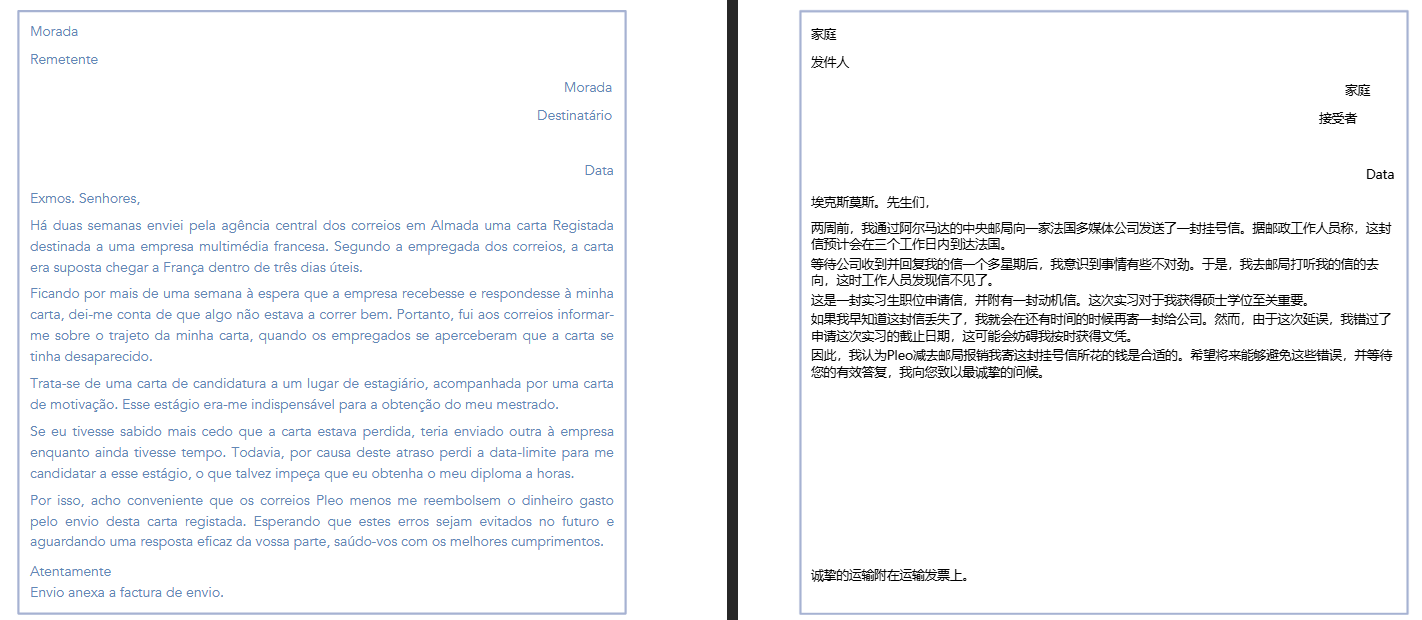 Morada
Remetente
Morada
Destinatário
Data
Exmos. Senhores,
Há duas semanas enviei pela agência central dos correios em Almada uma carta Registada
destinada a uma empresa multimédia francesa. Segundo a empregada dos correios, a carta
era suposta chegar a França dentro de três dias úteis.
Ficando por mais de uma semana à espera que a empresa recebesse e respondesse à minha
carta, dei-me conta de que algo não estava a correr bem. Portanto, fui aos correios informar-
me sobre o trajeto da minha carta, quando os empregados se aperceberam que a carta se
tinha desaparecido.
Trata-se de uma carta de candidatura a um lugar de estagiário, acompanhada por uma carta
de motivação. Esse estágio era-me indispensável para a obtenção do meu mestrado.
Se eu tivesse sabido mais cedo que a carta estava perdida, teria enviado outra à empresa
enquanto ainda tivesse tempo. Todavia, por causa deste atraso perdi a data-limite para me
candidatar a esse estágio, o que talvez impeça que eu obtenha o meu diploma a horas.
Por isso, acho conveniente que os correios Pleo menos me reembolsem o dinheiro gasto
pelo envio desta carta registada. Esperando que estes erros sejam evitados no futuro e
aguardando uma resposta eficaz da vossa parte, saúdo-vos com os melhores cumprimentos.
Atentamente
Envio anexa a factura de envio.
家庭
发件人
家庭
接受者
Data
埃克斯莫斯。先生们，
两周前，我通过阿尔马达的中央邮局向一家法国多媒体公司发送了一封挂号信。据邮政工作人员称，这封
信预计会在三个工作日内到达法国。
等待公司收到并回复我的信一个多星期后，我意识到事情有些不对劲。于是，我去邮局打听我的信的去
向，这时工作人员发现信不见了。
这是一封实习生职位申请信，并附有一封动机信。这次实习对于我获得硕士学位至关重要。
如果我早知道这封信丢失了，我就会在还有时间的时候再寄一封给公司。然而，由于这次延误，我错过了
申请这次实习的截止日期，这可能会妨碍我按时获得文凭。
因此，我认为Pleo减去邮局报销我寄这封挂号信所花的钱是合适的。希望将来能够避免这些错误，并等待
您的有效答复，我向您致以最诚挚的问候。
诚挚的运输附在运输发票上。